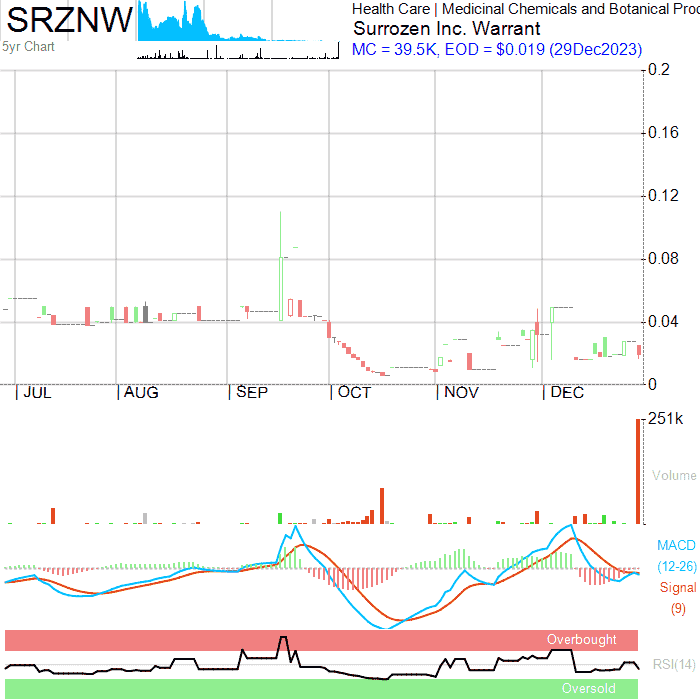 SRZNW
5yr Chart
Health Care | Medicinal Chemicals and Botanical Proc
Surrozen Inc. Warrant
MC = 39.5K, EOD = $0.019 (29Dec2023)
0.2
0.16
0.12
0.08
0.04
0
JUL
AUG
SEP
OCT
NOV
DEC
251k
Volume
MACD
(12-26)
Signal
(9)
Overbought
RSI(14)
Oversold